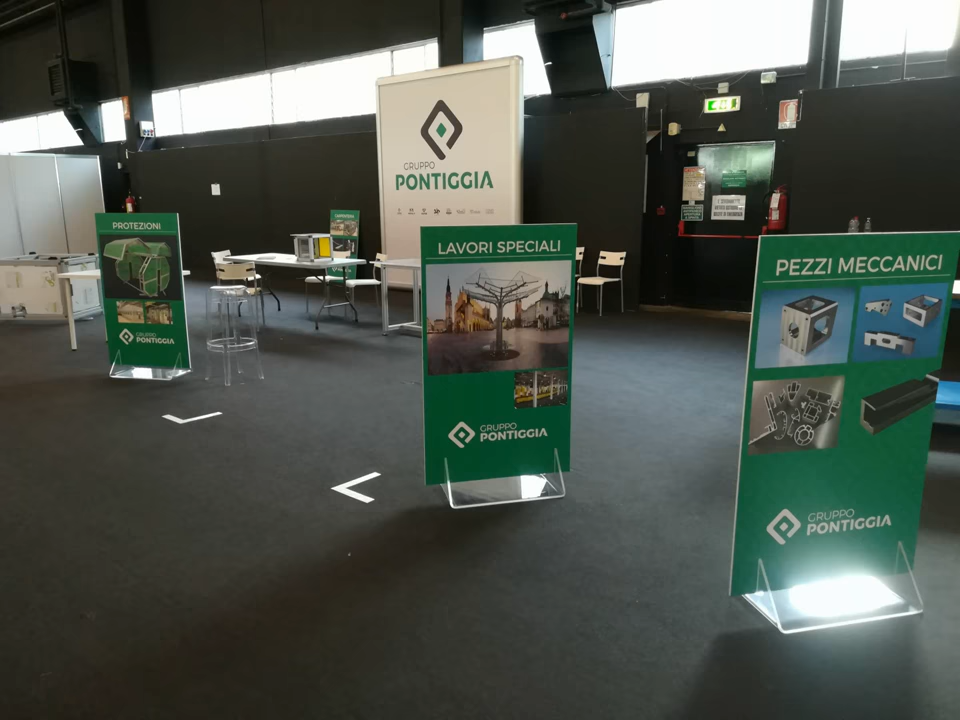 GRUPPO
PONTIGGIA
PROTEZIONI
GRUPPO
PONTIGGIA
LAVORI SPECIALI
GRUPPO
PONTIGGIA
PEZZI MECCANICI
GRUPPO
PONTIGGIA